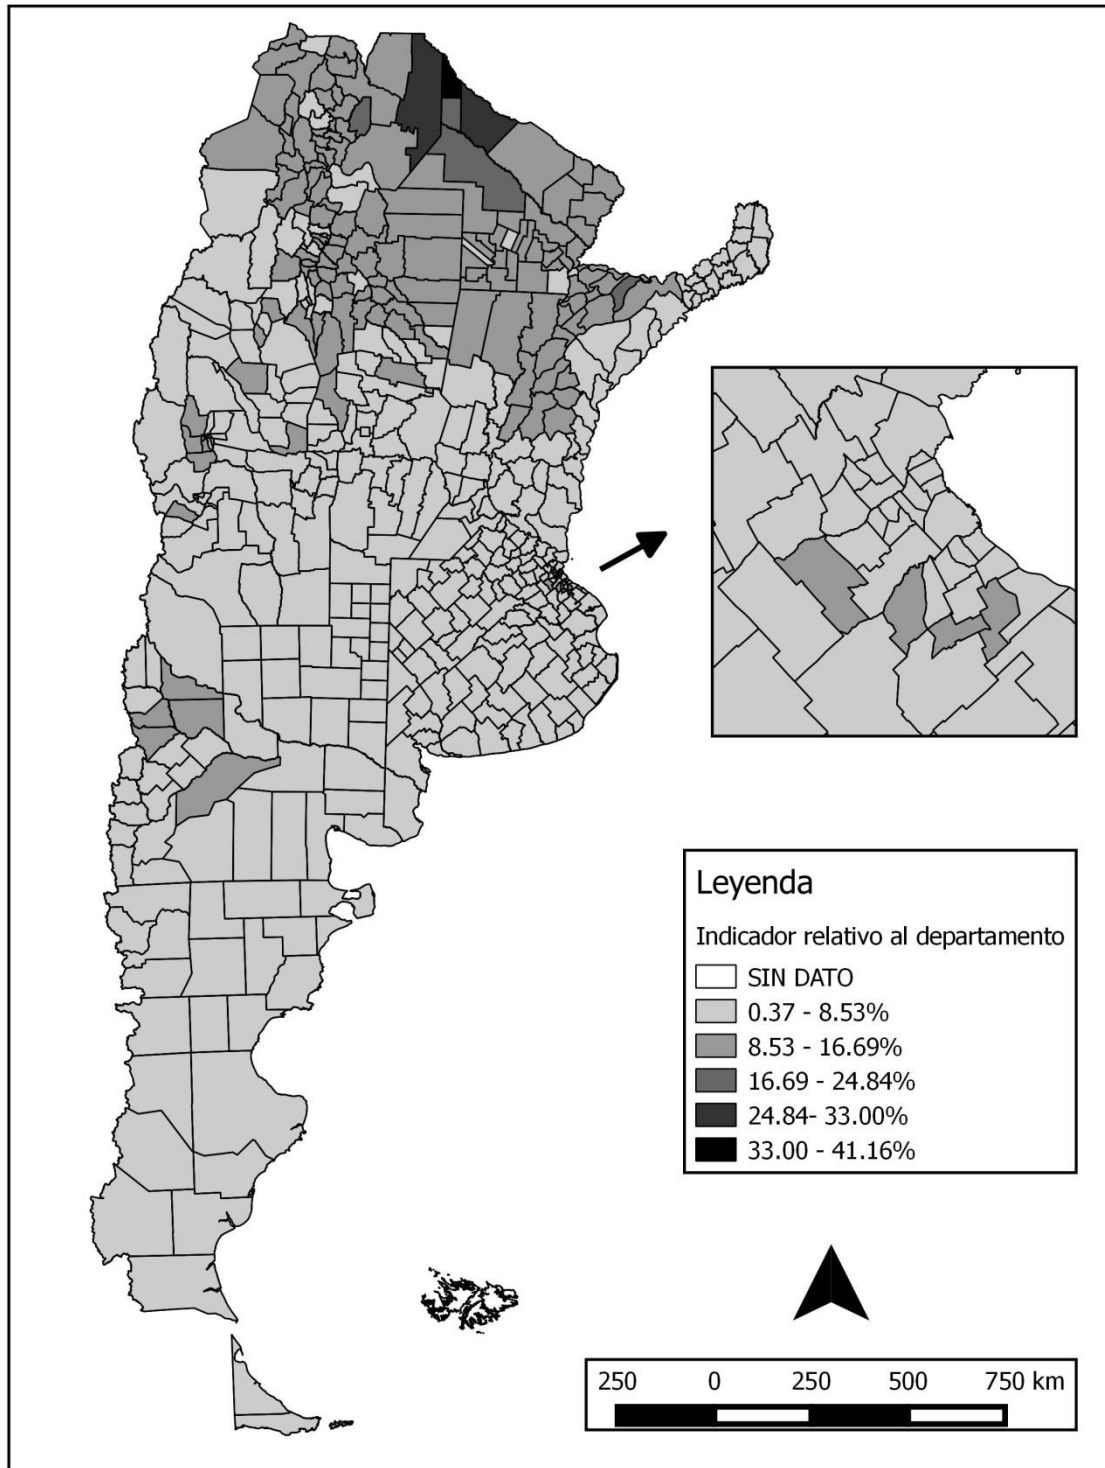 Leyenda
Indicador relativo al departamento
SIN DATO
0.37 - 8.53%
8.53 - 16.69%
16.69 - 24.84%
24.84- 33.00%
33.00 - 41.16%
250 0 250 500 750 km